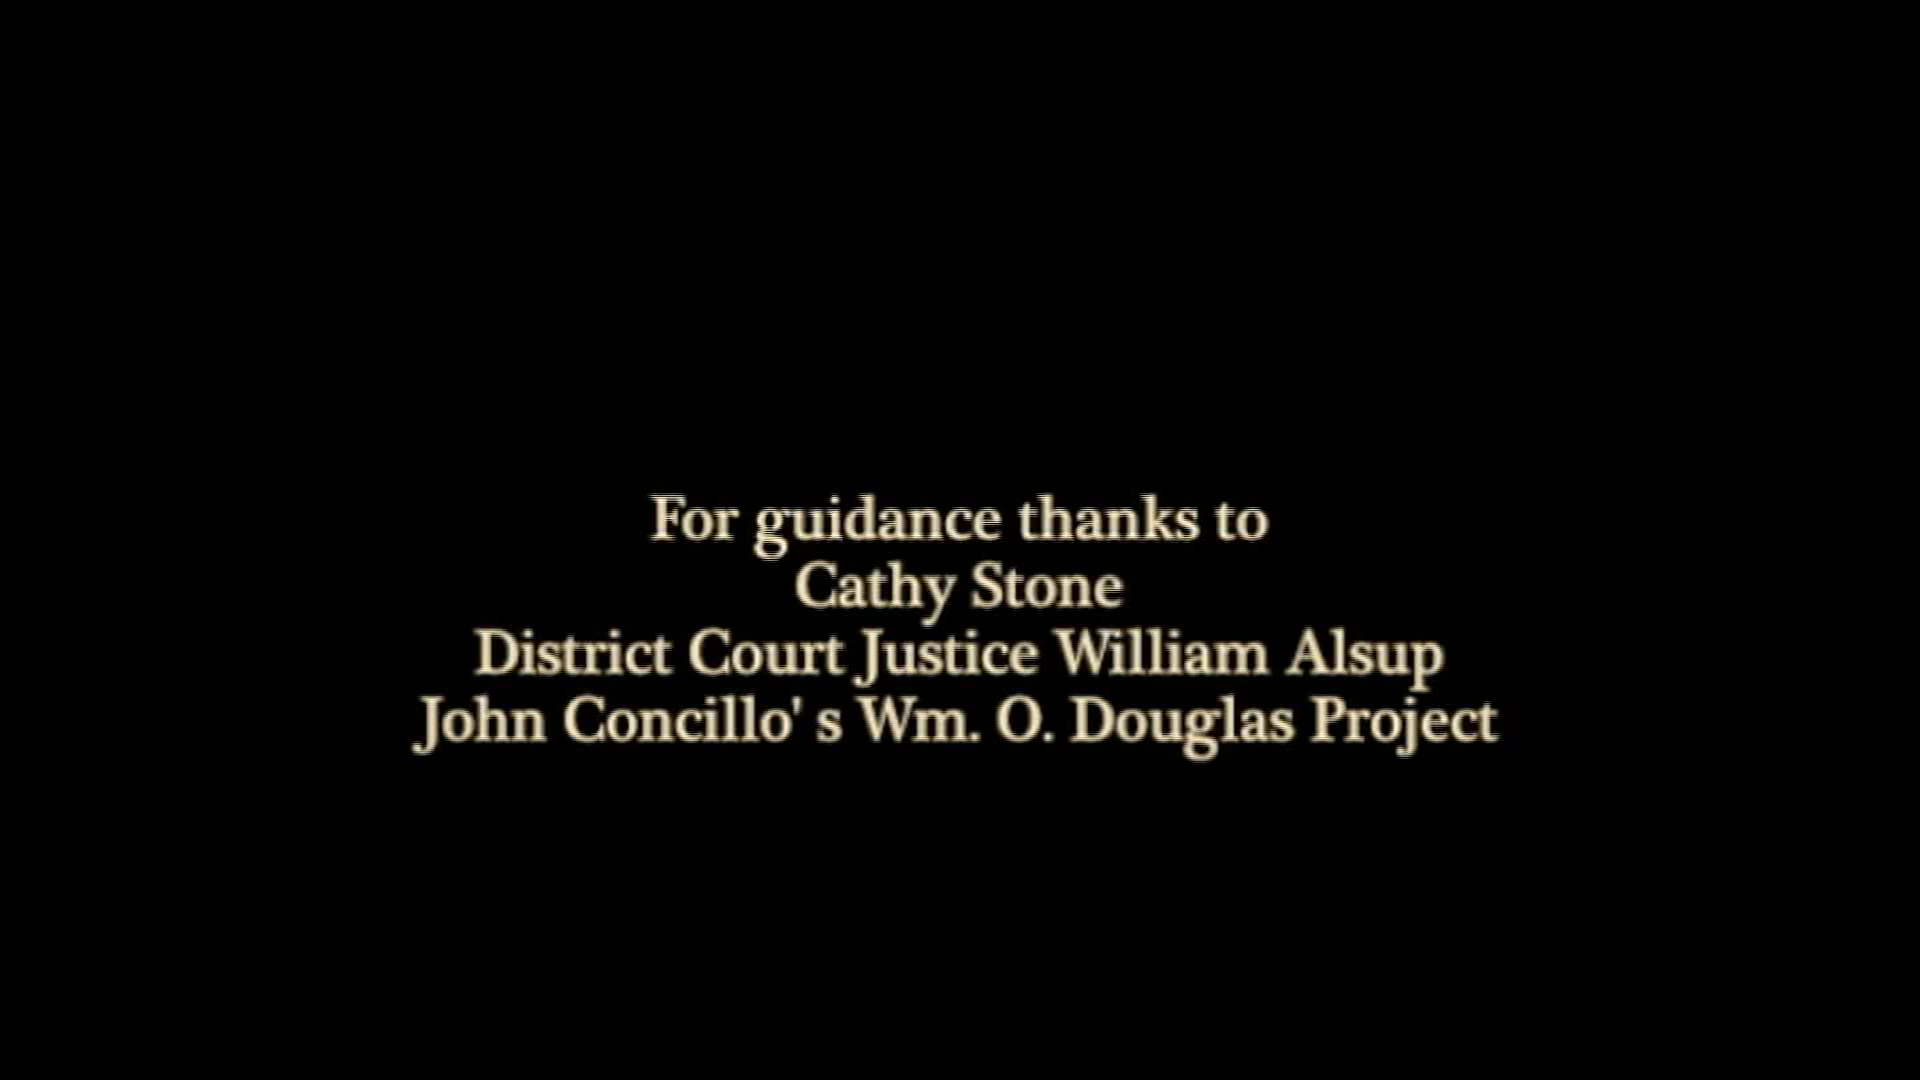 For guidance thanks to
Cathy Stone
District Court Justice William Alsup
John Concillo' s Wm. O. Douglas Project